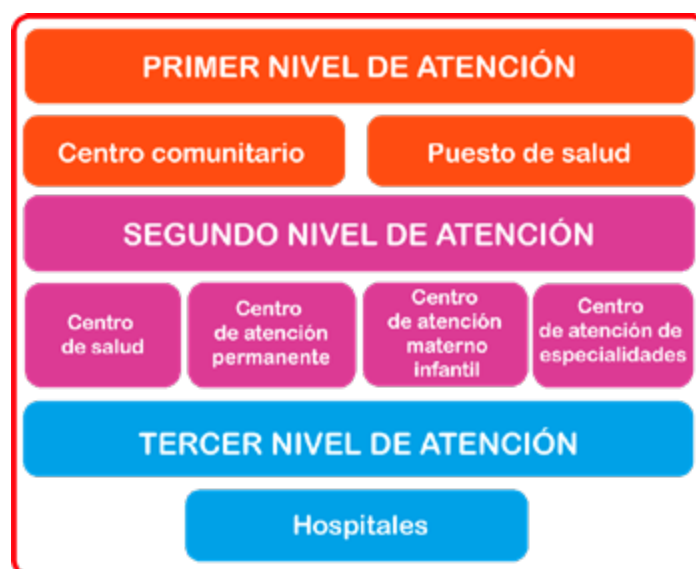 PRIMER NIVEL DE ATENCIÓN
Centro comunitario
Puesto de salud
SEGUNDO NIVEL DE ATENCIÓN
Centro
de salud
Centro
de atención
permanente
Centro
de atención
materno
infantil
Centro
de atención de
especialidades
TERCER NIVEL DE ATENCIÓN
Hospitales